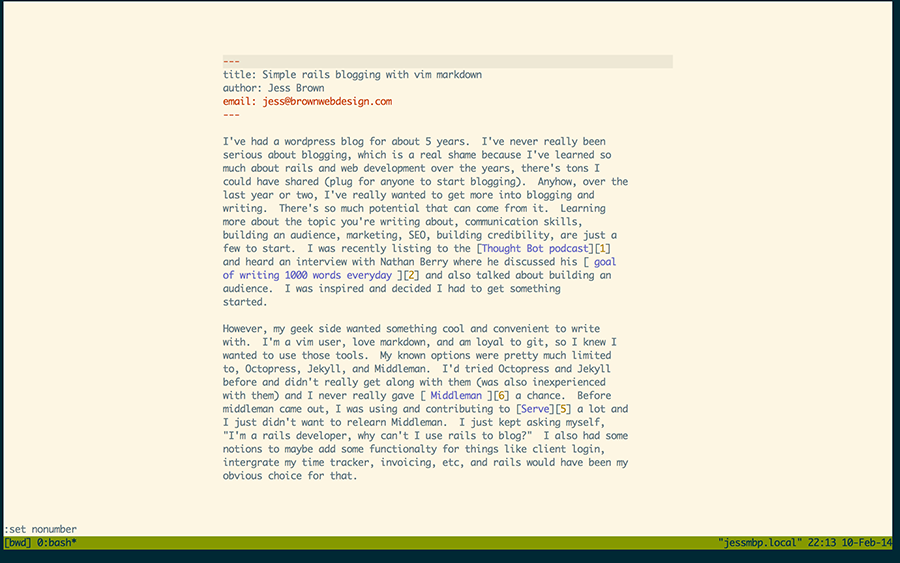 ---
title: Simple rails blogging with vim markdown
author: Jess Brown
email: jess@brownwebdesign.com
---
I've had a wordpress blog for about 5 years.  I've never really been
serious about blogging, which is a real shame because I've learned so
much about rails and web development over the years, there's tons I
could have shared (plug for anyone to start blogging).  Anyhow, over the
last year or two, I've really wanted to get more into blogging and
writing.  There's so much potential that can come from it.  Learning
more about the topic you're writing about, communication skills,
building an audience, marketing, SEO, building credibility, are just a
few to start.  I was recently listing to the [Thought Bot podcast][1]
and heard an interview with Nathan Berry where he discussed his [ goal
of writing 1000 words everyday ][2] and also talked about building an
audience.  I was inspired and decided I had to get something
started.
However, my geek side wanted something cool and convenient to write
with.  I'm a vim user, love markdown, and am loyal to git, so I knew I
wanted to use those tools.  My known options were pretty much limited
to, Octopress, Jekyll, and Middleman.  I'd tried Octopress and Jekyll
before and didn't really get along with them (was also inexperienced
with them) and I never really gave [ Middleman ][6] a chance.  Before
middleman came out, I was using and contributing to [Serve][5] a lot and
I just didn't want to relearn Middleman.  I just kept asking myself,
"I'm a rails developer, why can't I use rails to blog?"  I also had some
notions to maybe add some functionalty for things like client login,
intergrate my time tracker, invoicing, etc, and rails would have been my
obvious choice for that.
:set nonumber
[bwd] 0:bash* "jessmbp.local" 22:13 10-Feb-14